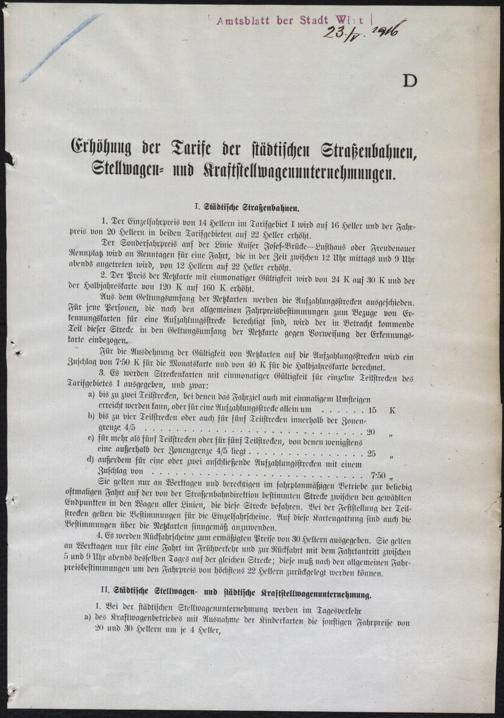 Amtsblatt der Stadt Wien
23./V. 1916
D
Erhöhung der Tarife der städtischen Straßenbahnen,
Stellwagen- und Kraftstellwagenunternehmungen.
I. Städtische Straßenbahnen.
1. Der Einzelfahrpreis von 14 Hellern im Tarifgebiet I wird auf 16 Heller und der Fahr-
preis von 20 Hellern in beiden Tarifgebieten auf 22 Heller erhöht.
Der Sonderfahrpreis auf der Linie Kaiser Josef-Brücke—Lusthaus oder Freudenauer
Rennplatz wird an Renntagen für eine Fahrt, die in der Zeit zwischen 12 Uhr mittags und 9 Uhr
abends angetreten wird, von 12 Hellern auf 22 Heller erhöht.
2. Der Preis der Netzkarte mit einmonatiger Gültigkeit wird von 24 K auf 30 K und der
der Halbjahreskarte von 120 K auf 160 K erhöht.
Aus dem Geltungsumfang der Netzkarten werden die Aufzahlungsstrecken ausgeschieden.
Für jene Personen, die nach den allgemeinen Fahrpreisbestimmungen zum Bezuge von Er-
kennungskarten für eine Aufzahlungsstrecke berechtigt sind, wird der in Betracht kommende
Teil dieser Strecke in den Geltungsumfang der Netzkarte gegen Vorweisung der Erkennungs-
karte einbezogen.
Für die Ausdehnung der Gültigkeit von Netzkarten auf die Aufzahlungsstrecken wird ein
Zuschlag von 7·50 K für die Monatskarte und von 40 K für die Halbjahreskarte berechnet.
3. Es werden Streckenkarten mit einmonatiger Gültigkeit für einzelne Teilstrecken des
Tarifgebietes I ausgegeben, und zwar:
a) bis zu zwei Teilstrecken, bei denen das Fahrziel auch mit einmaligem Umsteigen
erreicht werden kann, oder für eine Aufzahlungsstrecke allein um . . . . . . . 15 K
b) bis zu vier Teilstrecken oder auch für fünf Teilstrecken innerhalb der Zonen-
grenze 4/5 . . . . . . . . . . . . . . . . . . . . 20 „
c) für mehr als fünf Teilstrecken oder für fünf Teilstrecken, von denen wenigstens
eine außerhalb der Zonengrenze 4/5 liegt . . . . . . . . . . . . 25 „
d) außerdem für eine oder zwei anschließende Aufzahlungsstrecken mit einem
Zuschlag von . . . . . . . . . . . . . . . . . . . 7·50 „
Sie gelten nur an Werktagen und berechtigen im fahrplanmäßigen Betriebe zur beliebig
oftmaligen Fahrt auf der von der Straßenbahndirektion bestimmten Strecke zwischen den gewählten
Endpunkten in den Wagen aller Linien, die diese Strecke befahren. Bei der Feststellung der Teil-
strecken gelten die Bestimmungen für die Einzelfahrscheine. Auf diese Kartengattung sind auch die
Bestimmungen über die Netzkarten sinngemäß anzuwenden.
4. Es werden Rückfahrscheine zum ermäßigten Preise von 30 Hellern ausgegeben. Sie gelten
an Werktagen nur für eine Fahrt im Frühverkehr und zur Rückfahrt mit dem Fahrtantritt zwischen
5 und 9 Uhr abends desselben Tages auf der gleichen Strecke; diese muß nach den allgemeinen Fahr-
preisbestimmungen um den Fahrpreis von höchstens 22 Hellern zurückgelegt werden können.
II. Städtische Stellwagen- und städtische Kraftstellwagenunternehmung.
1. Bei der städtischen Stellwagenunternehmung werden im Tagesverkehr
a) des Kraftwagenbetriebes mit Ausnahme der Kinderkarten die sonstigen Fahrpreise von
20 und 30 Hellern um je 4 Heller,